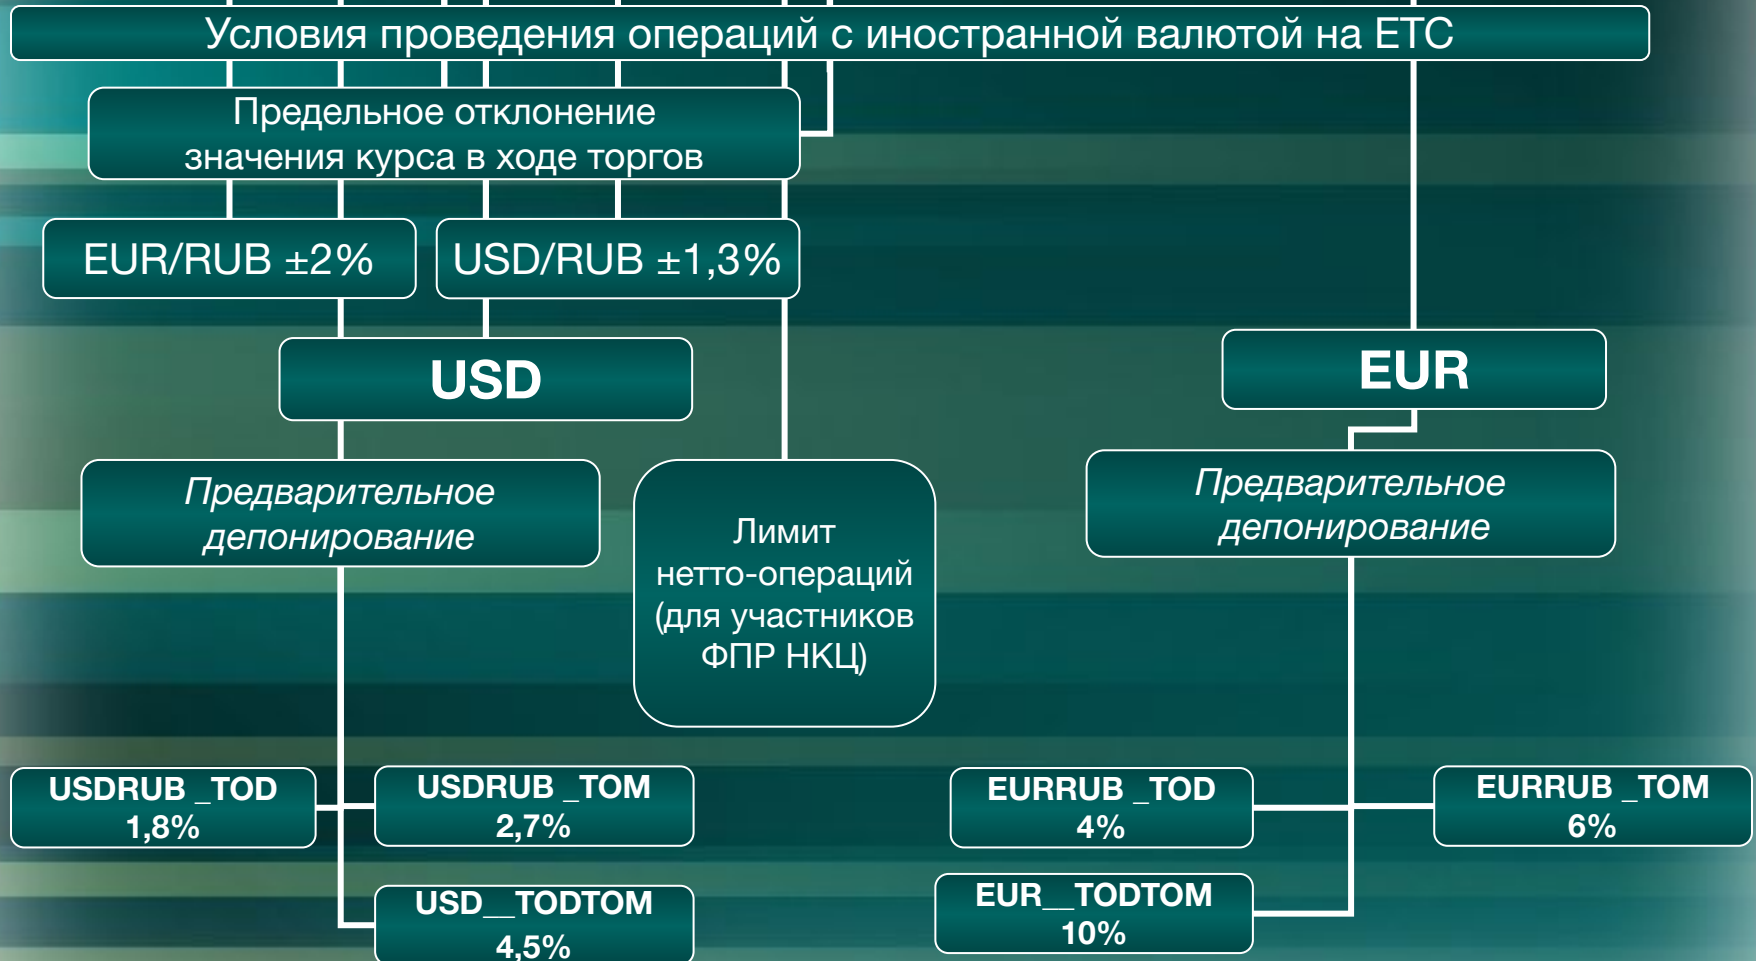 Условия проведения операций с иностранной валютой на ЕТС
Предельное отклонение
значения курса в ходе торгов
EUR/RUB ±2%
USD/RUB ±1,3%
USD
EUR
Предварительное
депонирование
Лимит
нетто-операций
(для участников
ФПР НКЦ)
Предварительное
депонирование
USDRUB _TOD
1,8%
USDRUB _TOM
2,7%
USD__TODTOM
4,5%
EURRUB _TOD
4%
EURRUB _TOM
6%
EUR__TODTOM
10%